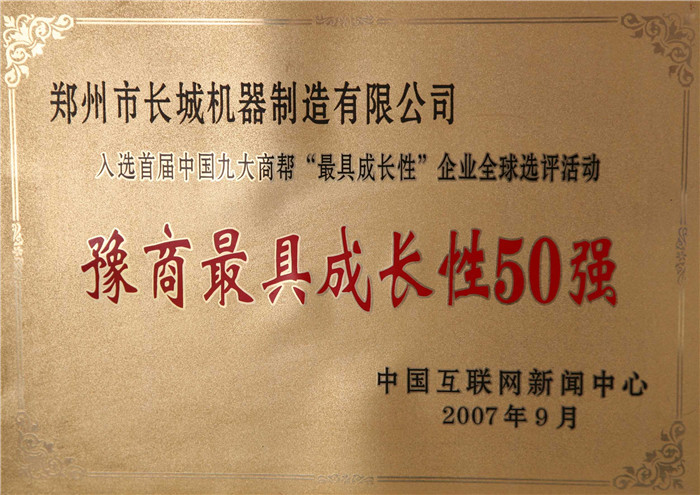 郑州市长城机器制造有限公司
入选首届中国九大商帮“最具成长性”企业全球选评活动
豫商最具成长性50强
中国互联网新闻中心
2007年9月